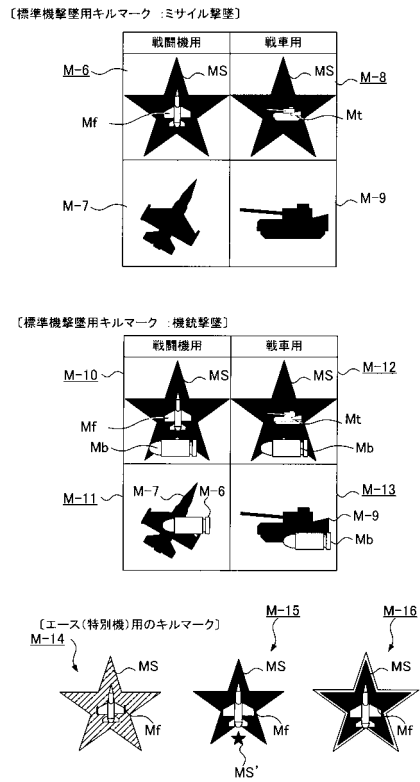 〔標準機撃墜用キルマーク :ミサイル撃墜〕
戦闘機用 戦車用
M-6 MS MS M-8
Mf Mt
M-7 M-9
〔標準機撃墜用キルマーク :機銃撃墜〕
戦闘機用 戦車用
M-10 MS MS M-12
Mf Mt
Mb Mb
M-11 M-7 M-6 M-13
M-9
Mb
〔エース(特別機)用のキルマーク〕 M-15 M-16
M-14 MS MS MS
Mf Mf Mf
MS'